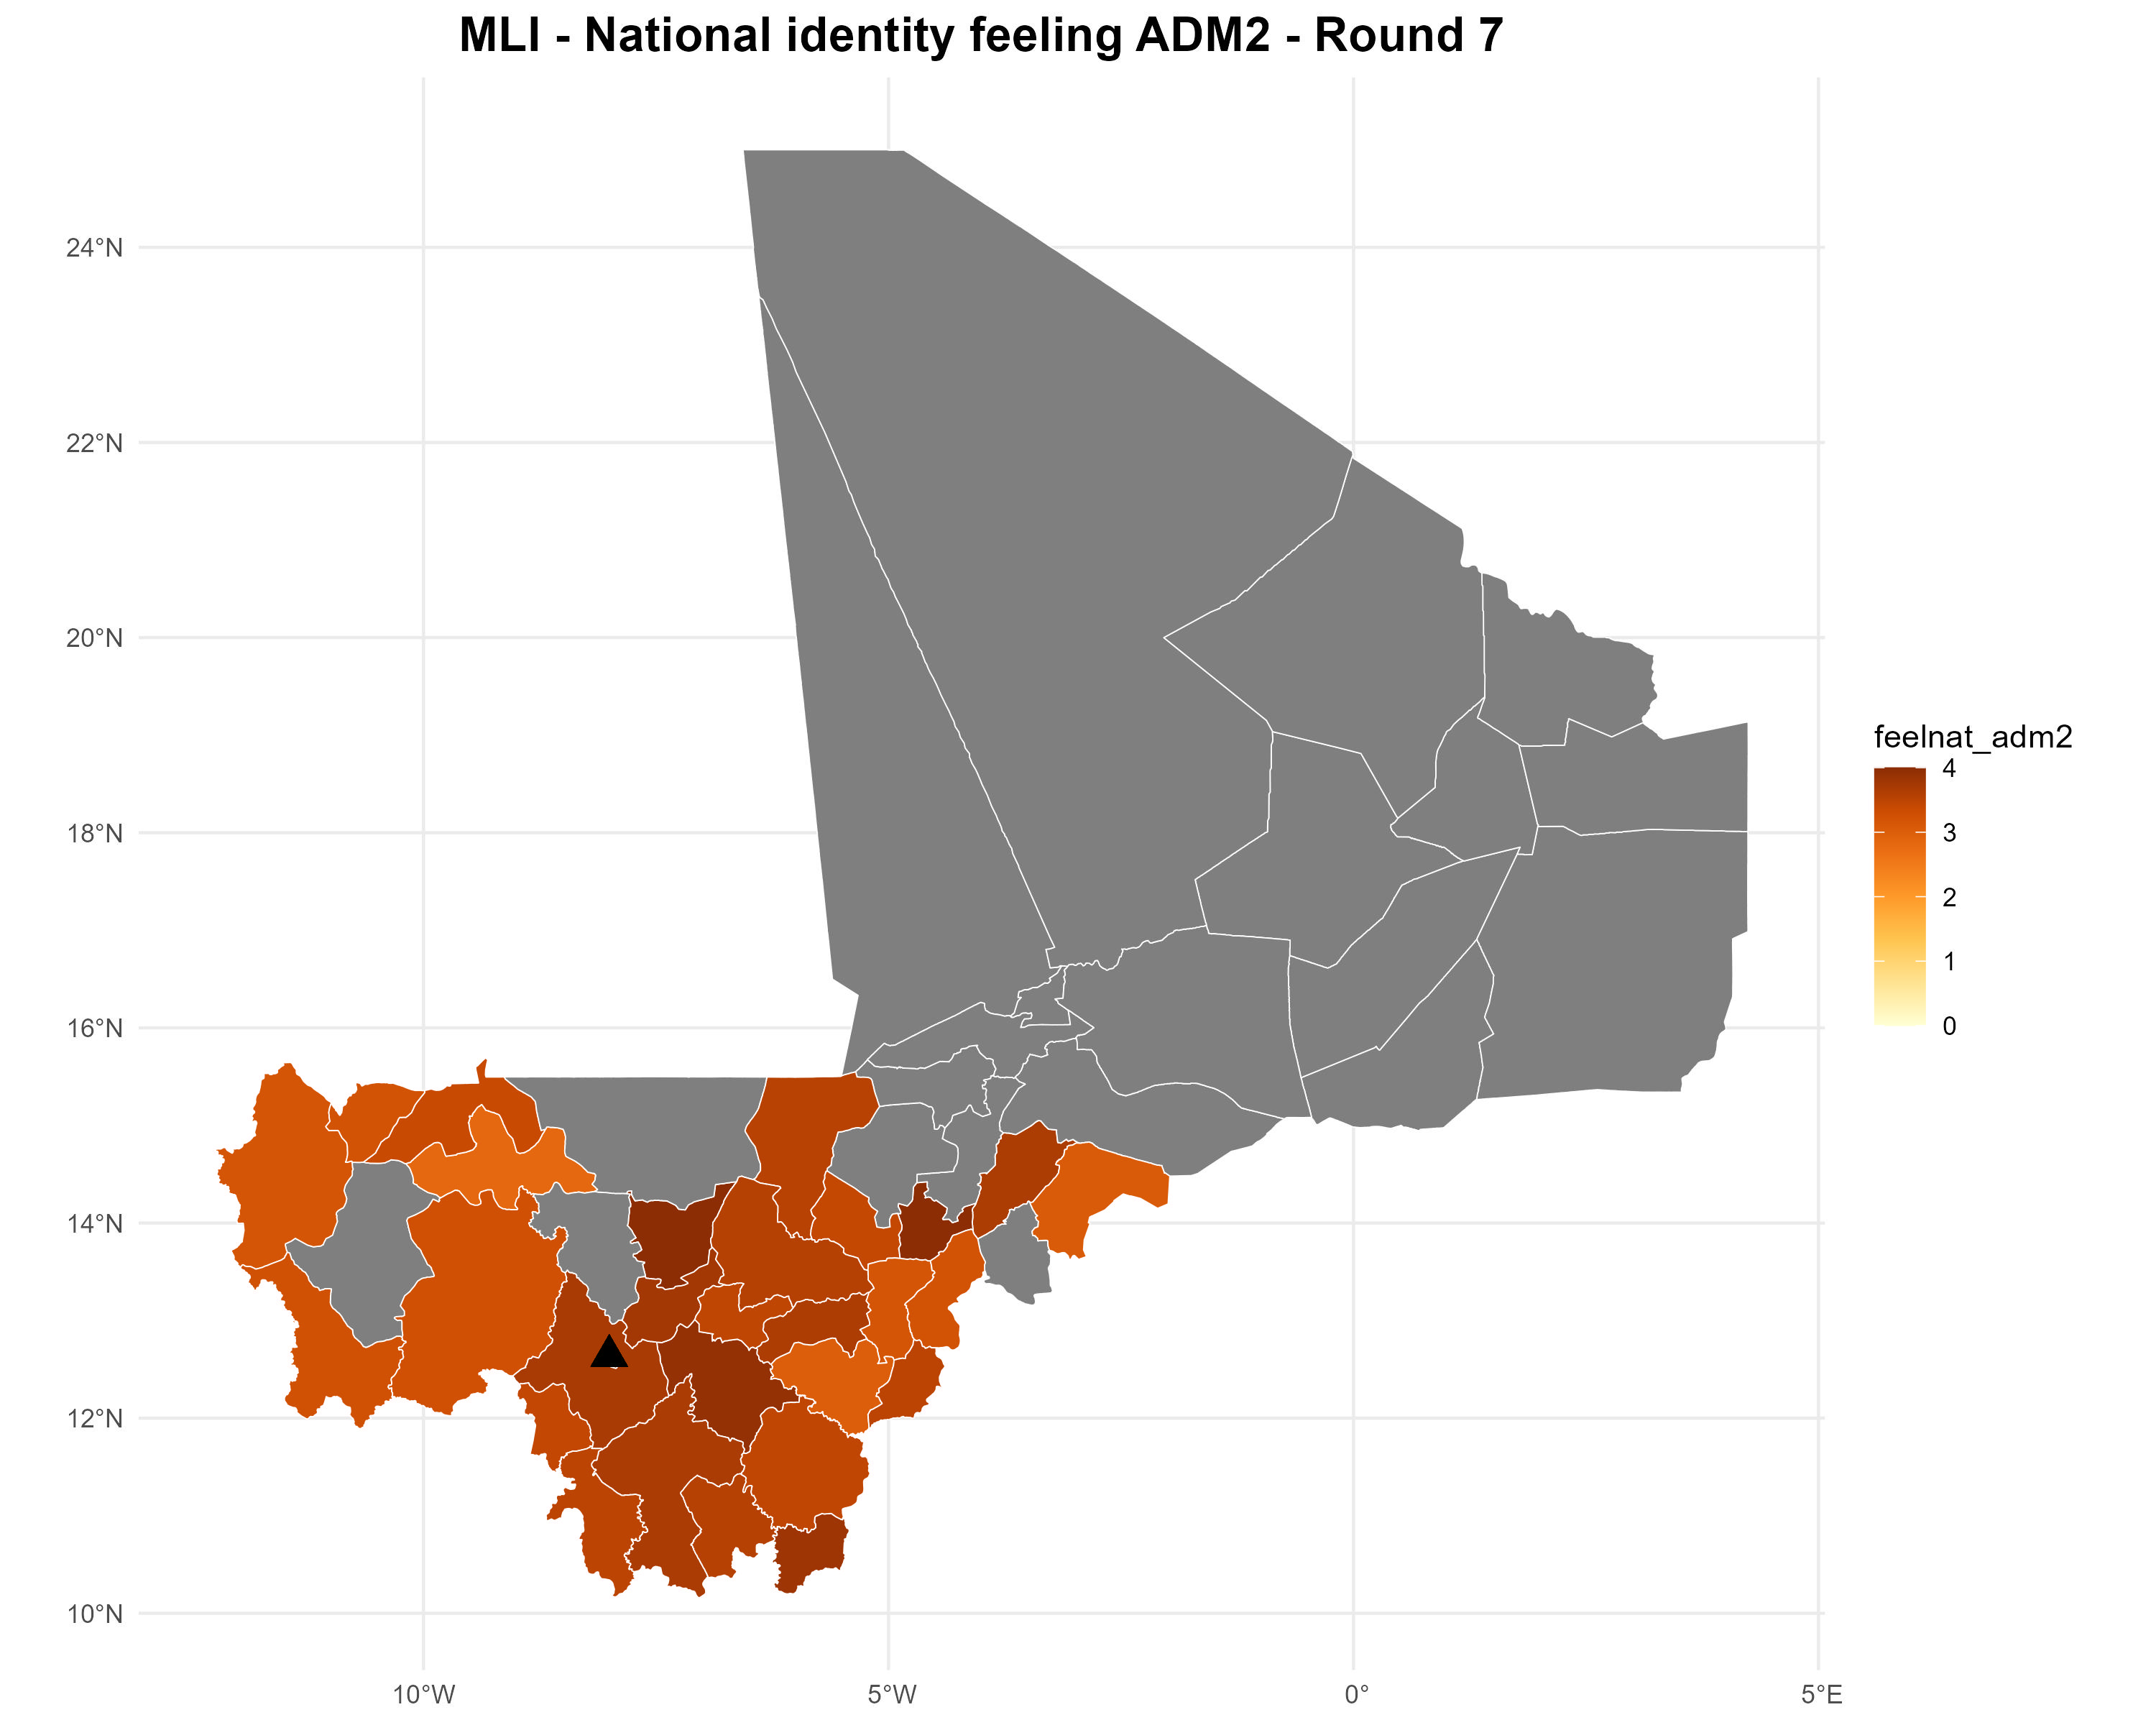 MLI - National identity feeling ADM2 - Round 7
24°N
22°N
20°N
18°N
16°N
14°N
12°N
10°N
10°W
5°W
0°
5°E
feelnat_adm2
4
3
2
1
0